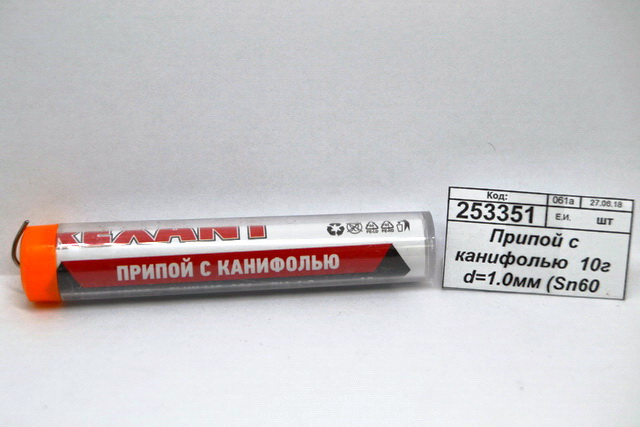 REXANT
ПРИПОЙ С КАНИФОЛЬЮ
Код: 061а 27.06.18
253351 Е.И. шт
Припой с
канифолью 10г
d=1.0мм (Sn60